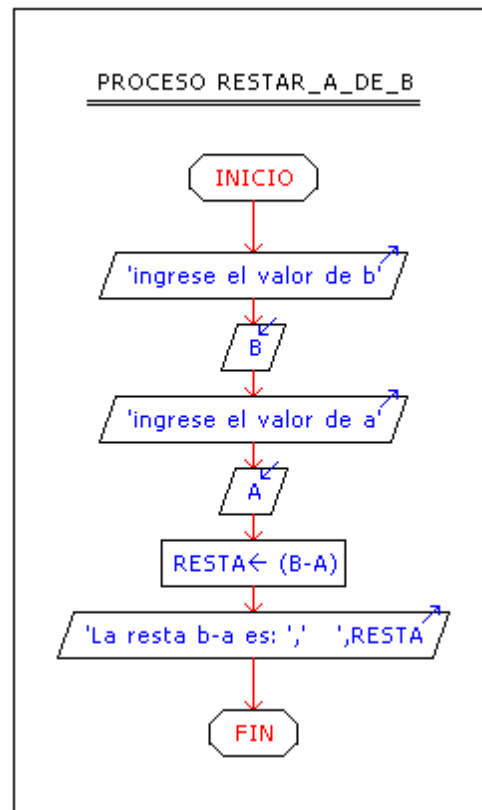 PROCESO RESTAR_A_DE_B
INICIO
'ingrese el valor de b'
B
'ingrese el valor de a'
A
RESTA← (B-A)
'La resta b-a es: ','   ',RESTA
FIN